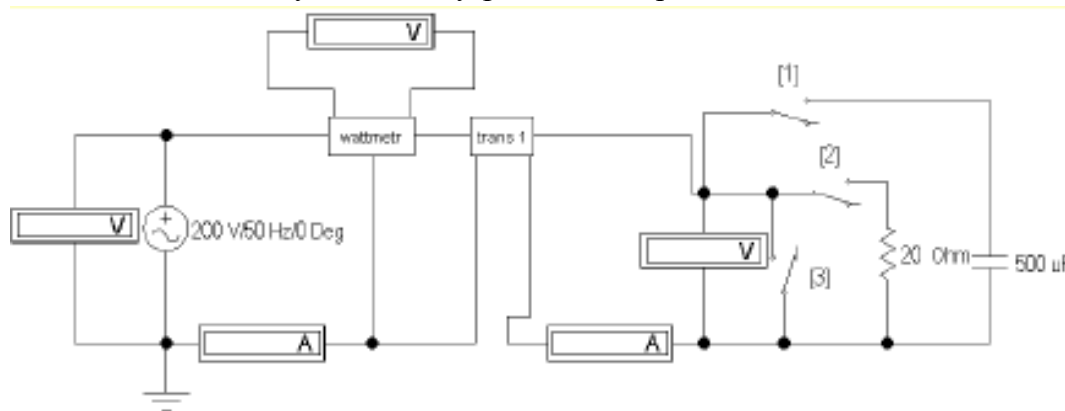 V
[1]
wattmetr
trans 1
[2]
V
200 V/50 Hz/0 Deg
V
[3]
20 Ohm
500 uF
A
A